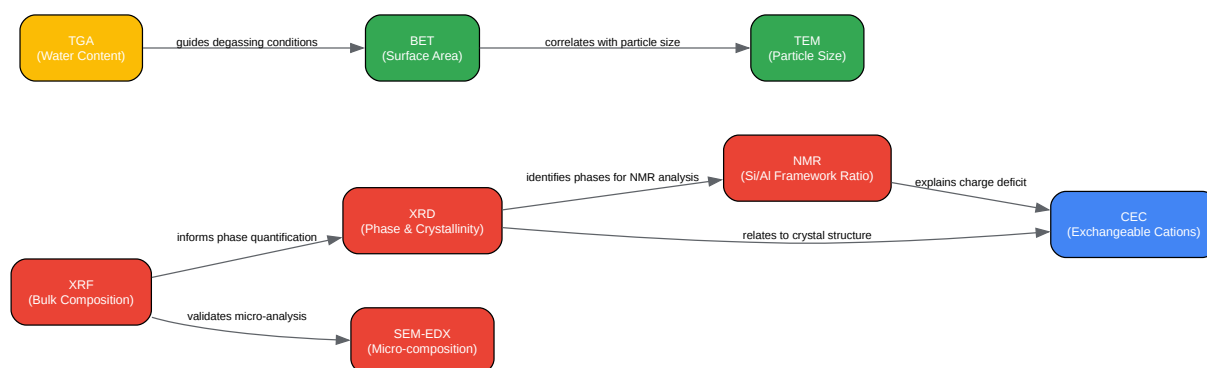 TGA
(Water Content)
guides degassing conditions
BET
(Surface Area)
correlates with particle size
TEM
(Particle Size)
NMR
(Si/Al Framework Ratio)
identifies phases for NMR analysis
explains charge deficit
XRD
(Phase & Crystallinity)
CEC
(Exchangeable Cations)
informs phase quantification
relates to crystal structure
XRF
(Bulk Composition)
validates micro-analysis
SEM-EDX
(Micro-composition)